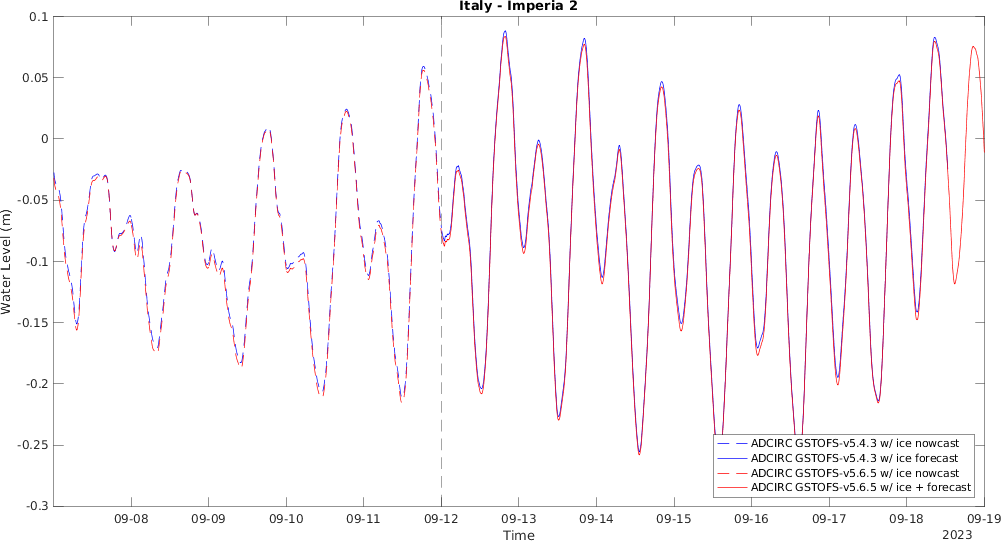 Italy - Imperia 2
0.1
0.05
0
-0.05
-0.1
-0.15
-0.2
-0.25
-0.3
Water Level (m)
ADCIRC GSTOFS-v5.4.3 w/ ice nowcast
ADCIRC GSTOFS-v5.4.3 w/ ice forecast
ADCIRC GSTOFS-v5.6.5 w/ ice nowcast
ADCIRC GSTOFS-v5.6.5 w/ ice + forecast
09-08 09-09 09-10 09-11 09-12 09-13 09-14 09-15 09-16 09-17 09-18 09-19
Time
2023